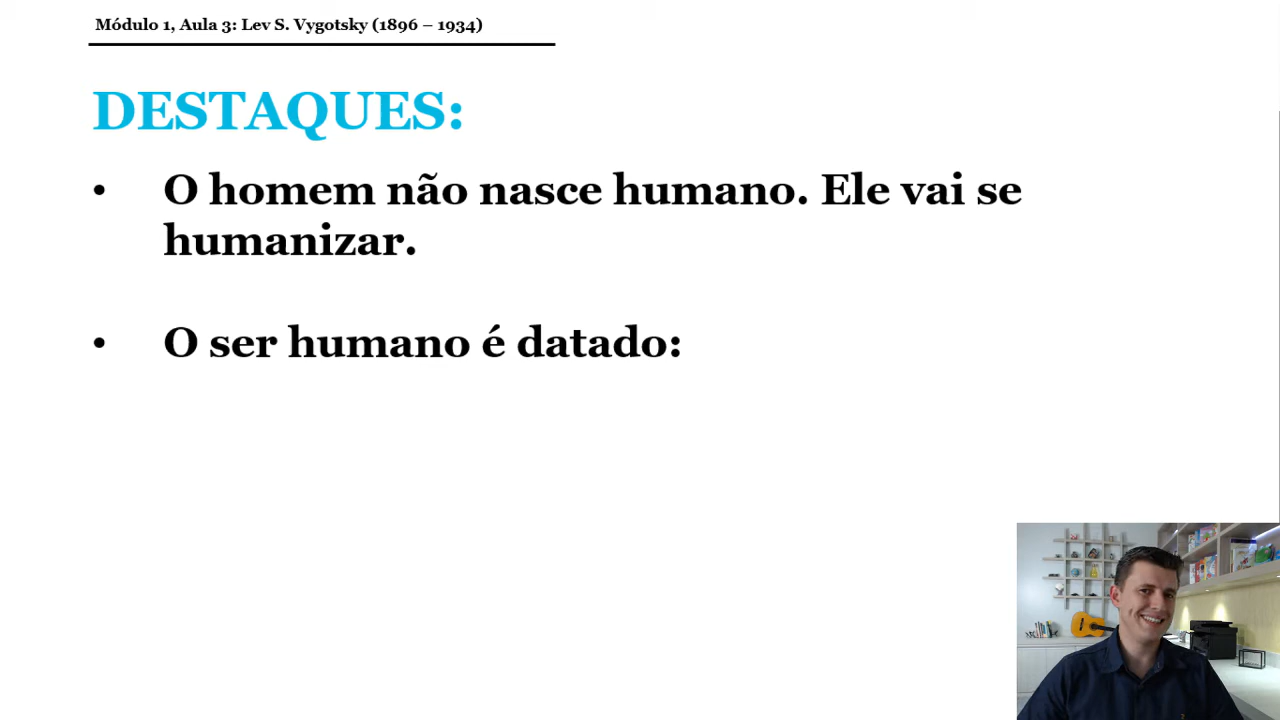 Módulo 1, Aula 3: Lev S. Vygotsky (1896 – 1934)
DESTAQUES:
• O homem não nasce humano. Ele vai se
humanizar.
• O ser humano é datado: